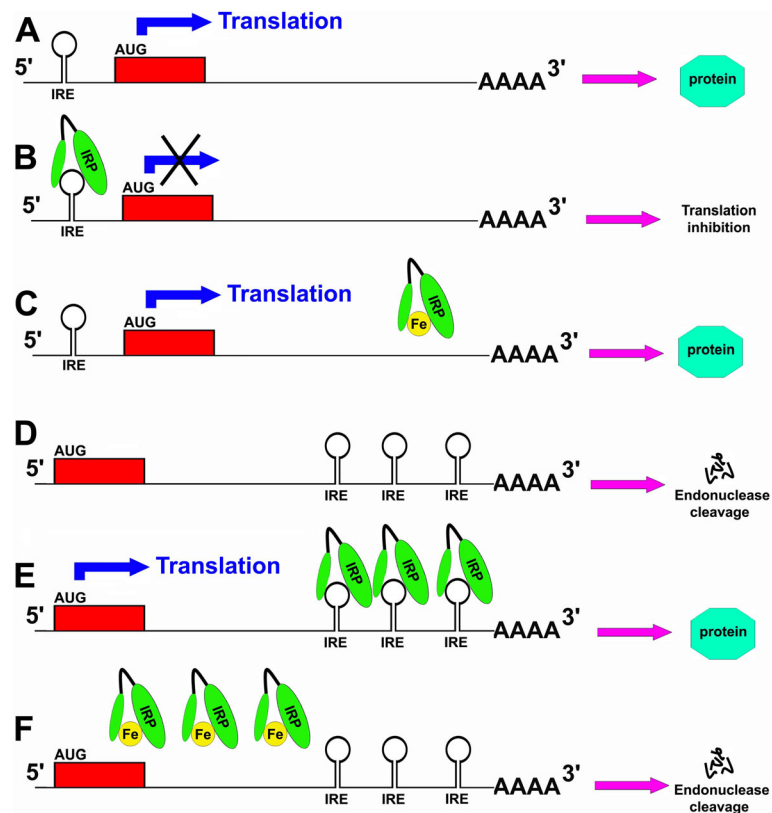 A
AUG
Translation
5'
IRE
AAAA 3'
protein
B
IRP
AUG
5'
IRE
AAAA 3'
Translation
inhibition
C
AUG
Translation
IRP
Fe
5'
IRE
AAAA 3'
protein
D
AUG
5'
IRE IRE IRE
AAAA 3'
Endonuclease
cleavage
E
AUG
Translation
IRP IRP IRP
5'
IRE IRE IRE
AAAA 3'
protein
F
IRP IRP IRP
Fe Fe Fe
AUG
5'
IRE IRE IRE
AAAA 3'
Endonuclease
cleavage